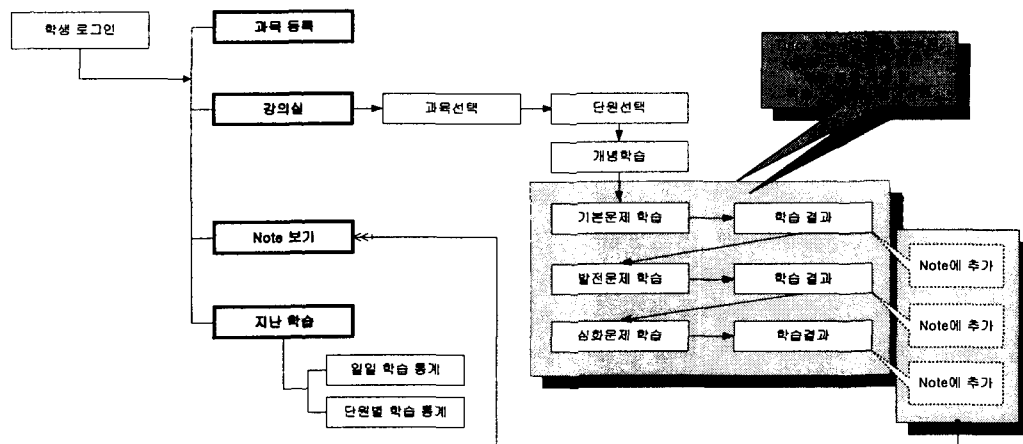 학생 로그인
과목 등록
강의실
과목선택
단원선택
개념학습
기본문제 학습
학습 결과
Note 보기
Note에 추가
발전문제 학습
학습 결과
Note에 추가
지난 학습
심화문제 학습
학습결과
일일 학습 통계
Note에 추가
단원별 학습 통계